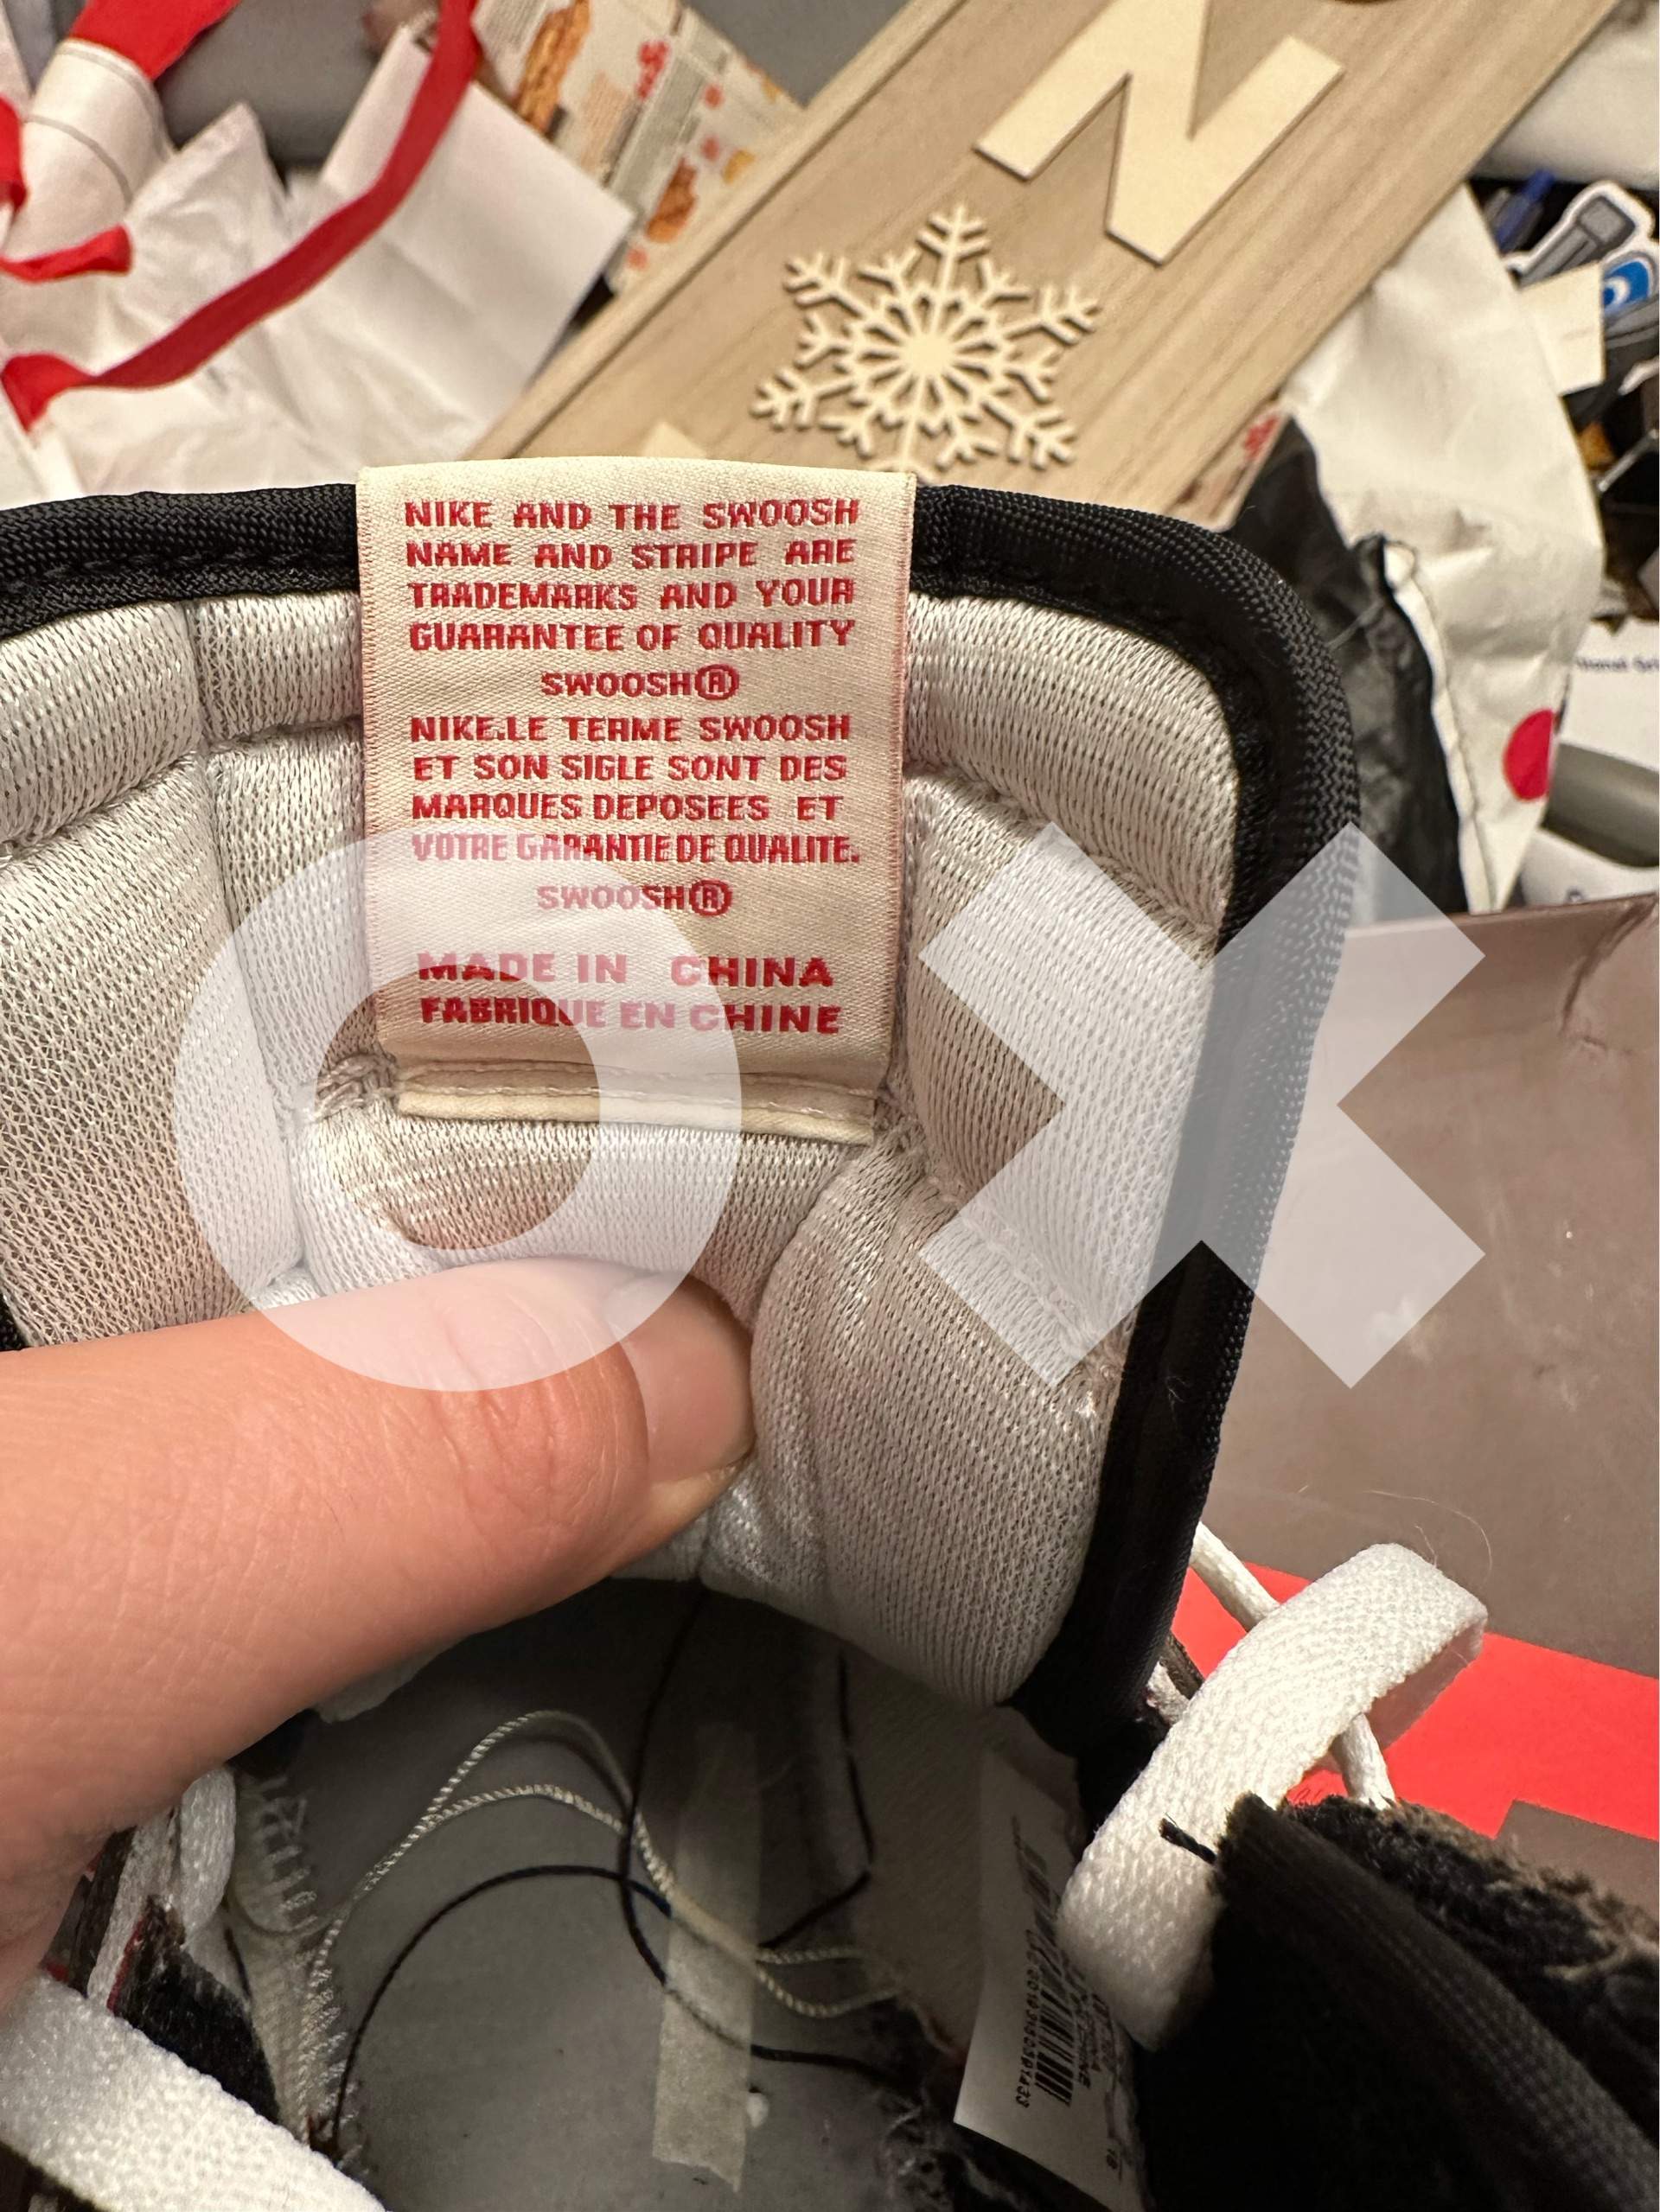 N
NIKE AND THE SWOOSH
NAME AND STRIPE ARE
TRADEMARKS AND YOUR
GUARANTEE OF QUALITY
SWOOSH®
NIKE.LE TERME SWOOSH
ET SON SIGLE SONT DES
MARQUES DEPOSEES ET
VOTRE GARANTIE DE QUALITE.
SWOOSH®
MADE IN CHINA
FABRIQUE EN CHINE
OX